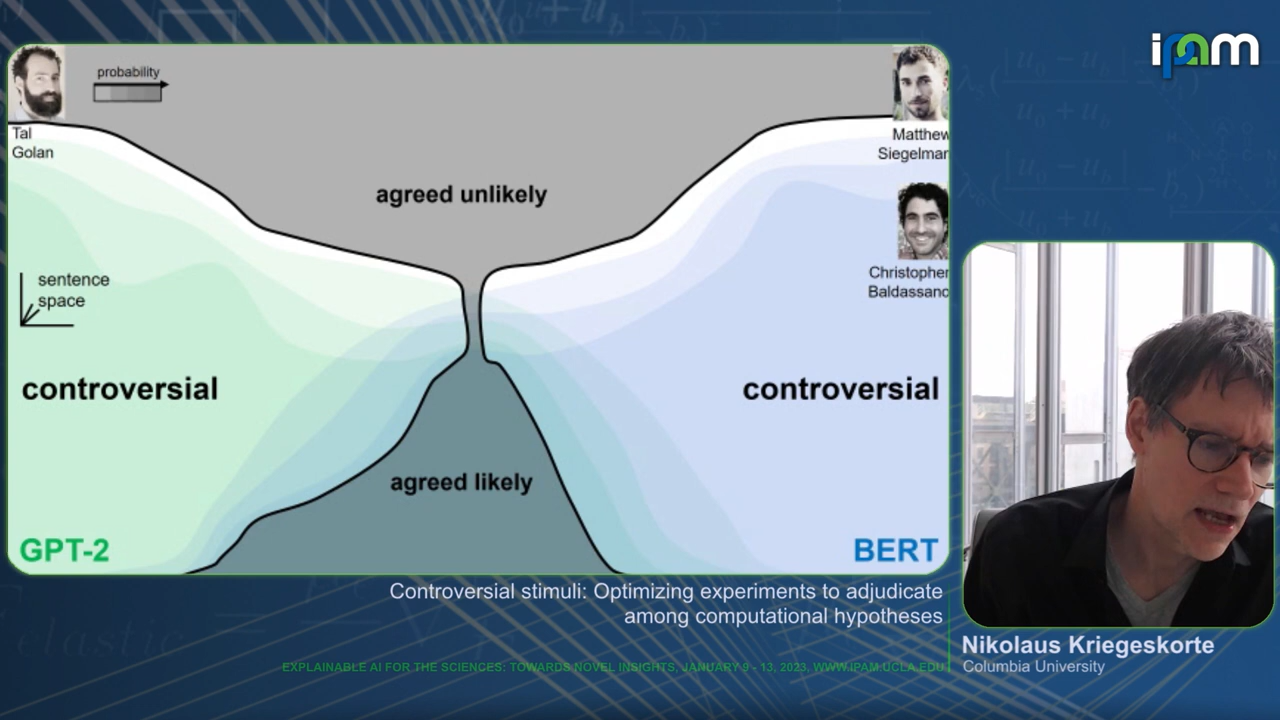 ipam
probability
Tal
Golan
Matthew
Siegelman
agreed unlikely
Christopher
Baldassano
sentence
space
controversial
controversial
agreed likely
GPT-2
BERT
Controversial stimuli: Optimizing experiments to adjudicate
among computational hypotheses
Nikolaus Kriegeskorte
Columbia University
EXPLAINABLE AI FOR THE SCIENCES: TOWARDS NOVEL INSIGHTS, JANUARY 9 - 13, 2023, WWW.IPAM.UCLA.EDU
elastic